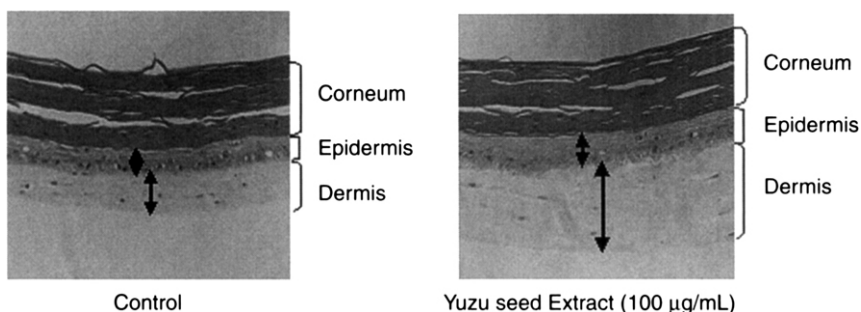 Corneum
Epidermis
Dermis
Control
Corneum
Epidermis
Dermis
Yuzu seed Extract (100 µg/mL)